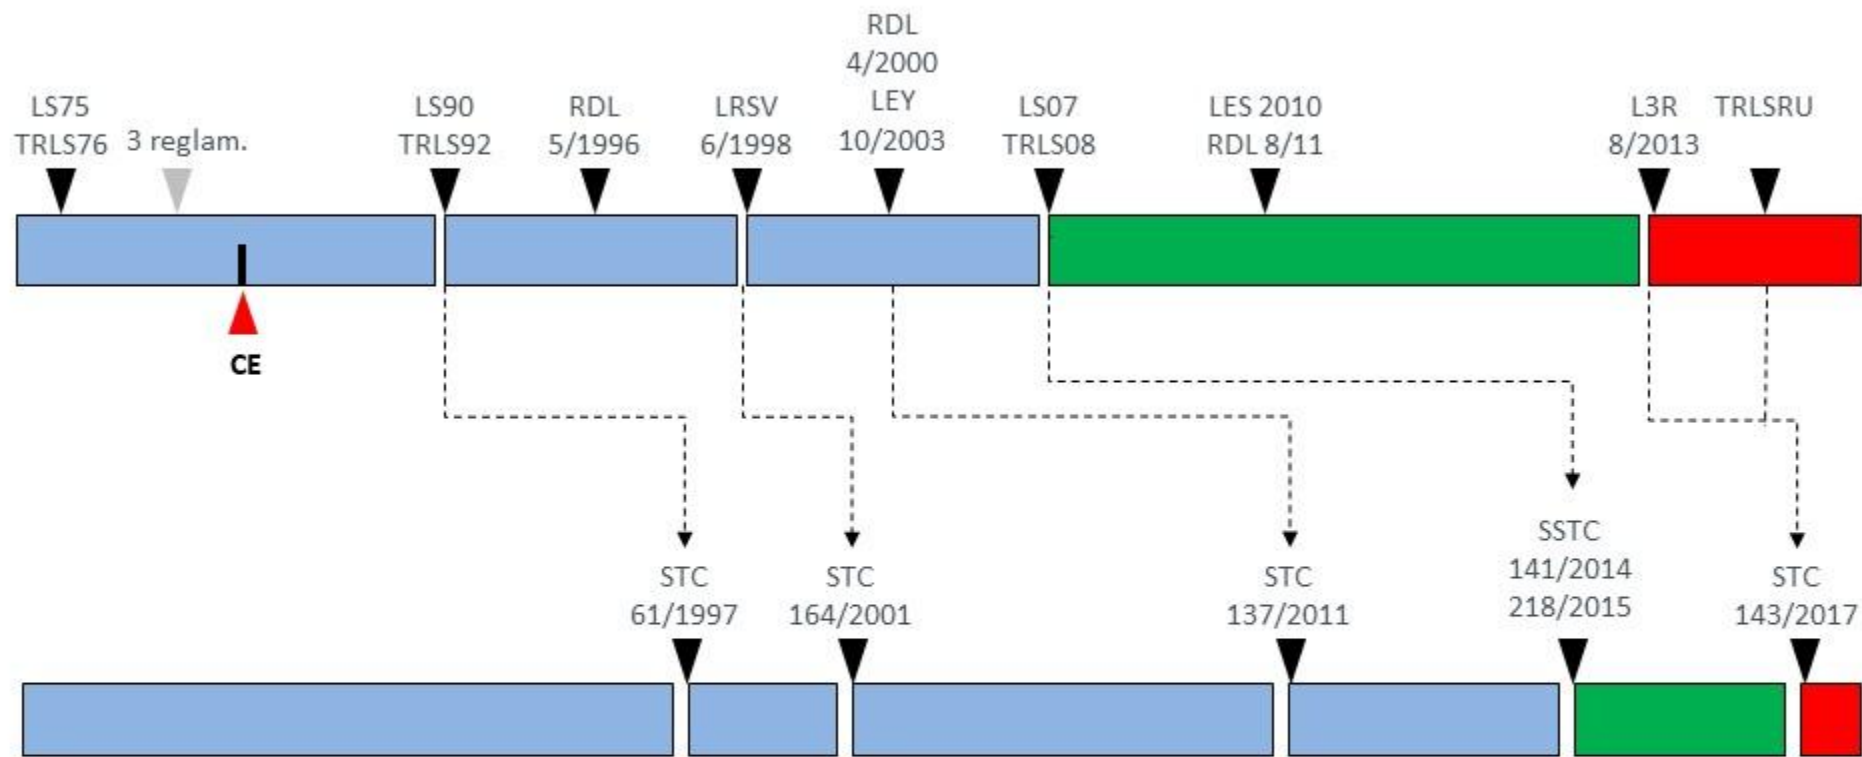 LS75
TRLS76
3 reglam.
LS90
TRLS92
RDL
5/1996
LRSV
6/1998
RDL
4/2000
LEY
10/2003
LS07
TRLS08
LES 2010
RDL 8/11
L3R
8/2013
TRLSRU
CE
STC
61/1997
STC
164/2001
STC
137/2011
SSTC
141/2014
218/2015
STC
143/2017